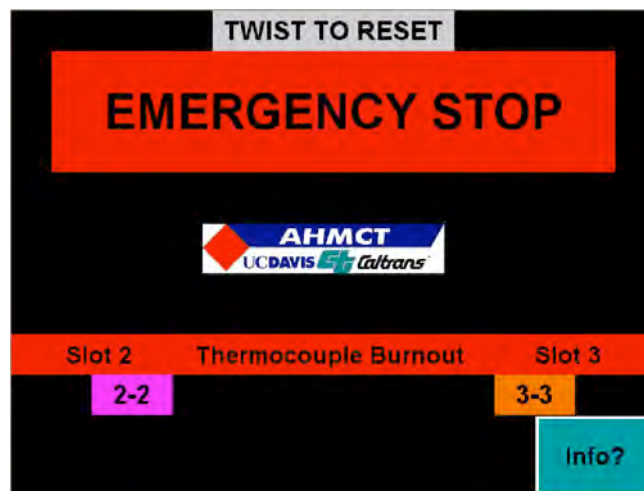 TWIST TO RESET
EMERGENCY STOP
AHMCT
UCDAVIS Ct Caltrans
Slot 2 Thermocouple Burnout Slot 3
2-2 3-3
Info?